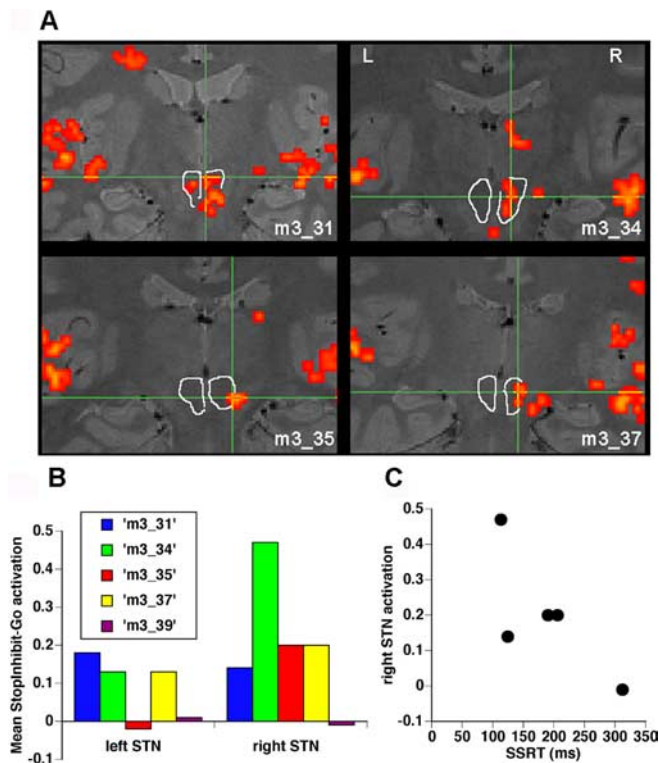 A
L R
m3_31
m3_34
m3_35
m3_37
B
C
0.5
0.4
0.3
0.2
0.1
0
-0.1
Mean StopInhibit-Go activation
'm3_31'
'm3_34'
'm3_35'
'm3_37'
'm3_39'
left STN right STN
0.5
0.4
0.3
0.2
0.1
0
-0.1
right STN activation
0 50 100 150 200 250 300 350
SSRT (ms)